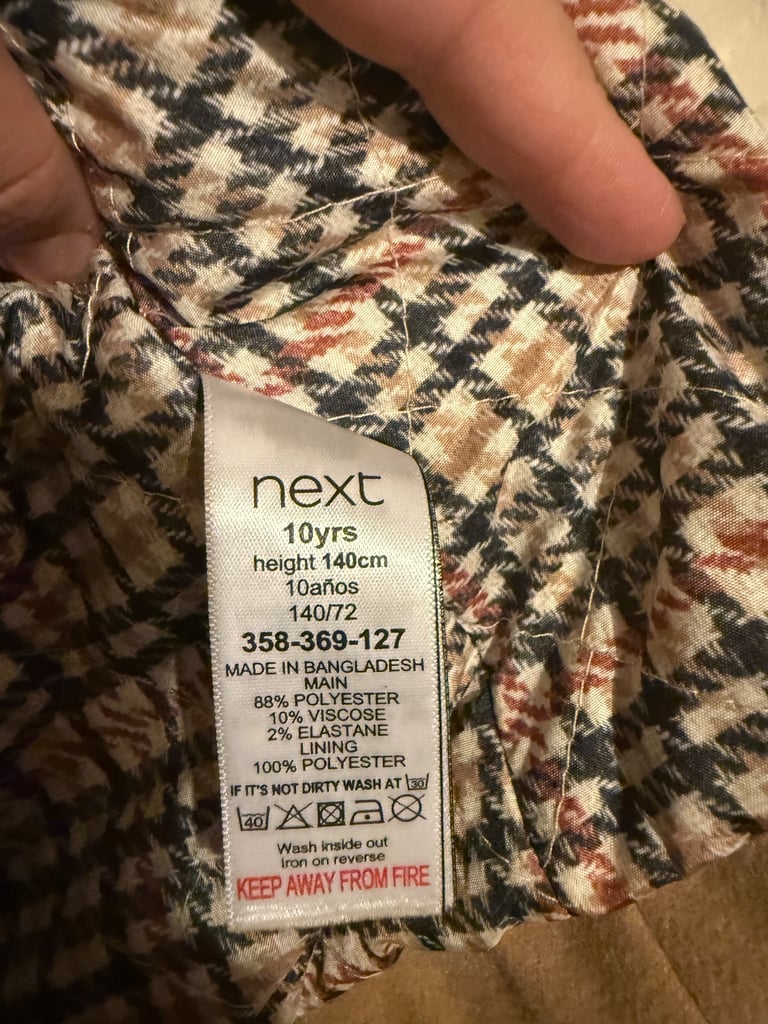 next
10yrs
height 140cm
10años
140/72
358-369-127
MADE IN BANGLADESH
MAIN
88% POLYESTER
10% VISCOSE
2% ELASTANE
LINING
100% POLYESTER
IF IT'S NOT DIRTY WASH AT 30
40
Wash inside out
Iron on reverse
KEEP AWAY FROM FIRE